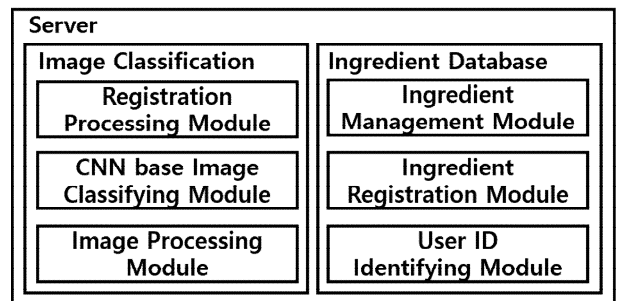 Server
Image Classification
Registration
Processing Module
CNN base Image
Classifying Module
Image Processing
Module
Ingredient Database
Ingredient
Management Module
Ingredient
Registration Module
User ID
Identifying Module